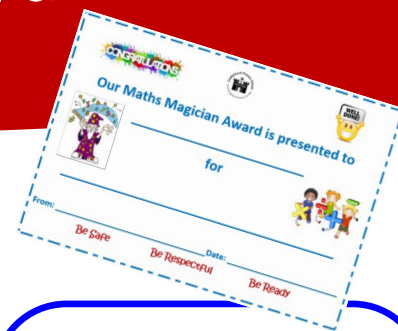 CONGRATULATIONS
WELL DONE!
Our Maths Magician Award is presented to
for
From:
Date:
Be Safe
Be Respectful
Be Ready